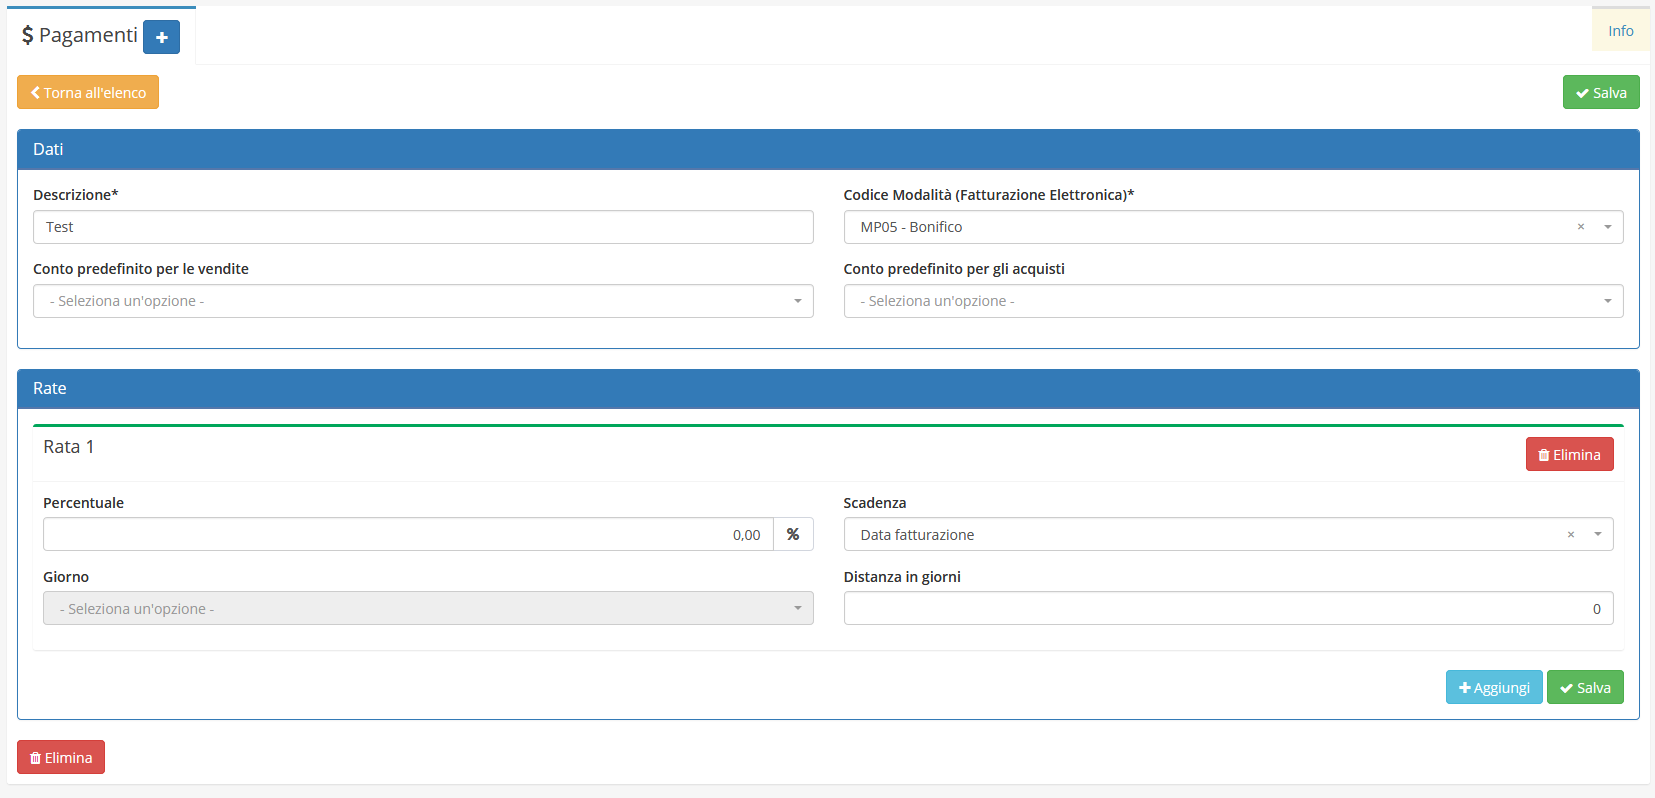 $ Pagamenti +
Info
Torna all'elenco
Salva
Dati
Descrizione*
Codice Modalità (Fatturazione Elettronica)*
Test
MP05 - Bonifico × 
Conto predefinito per le vendite
Conto predefinito per gli acquisti
- Seleziona un'opzione -
- Seleziona un'opzione -
Rate
Rata 1
Elimina
Percentuale
Scadenza
0,00 %
Data fatturazione ×
Giorno
Distanza in giorni
- Seleziona un'opzione -
0
+ Aggiungi
Salva
Elimina